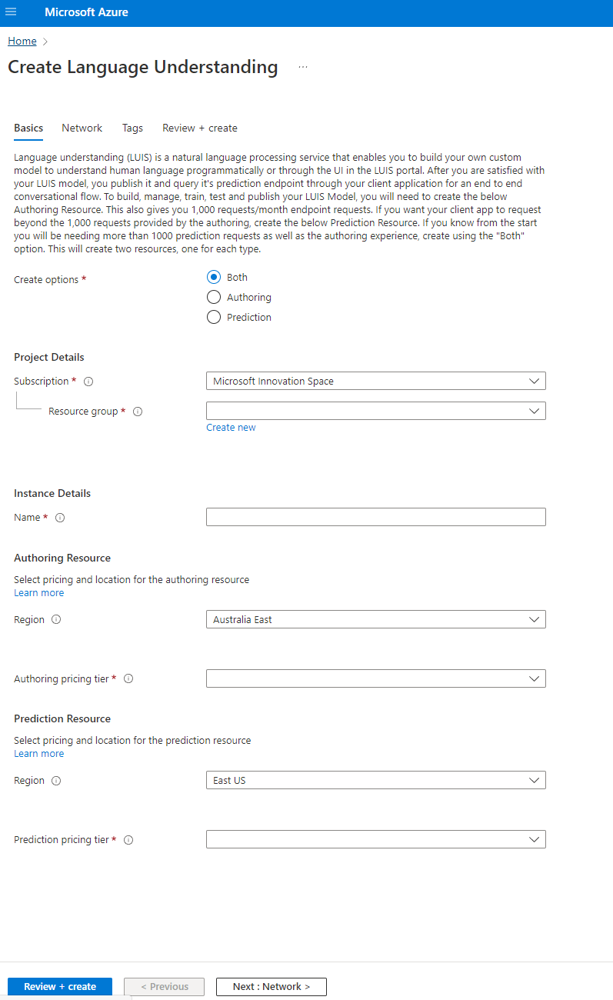 Microsoft Azure
Home >
Create Language Understanding ...
Basics Network Tags Review + create
Language understanding (LUIS) is a natural language processing service that enables you to build your own custom
model to understand human language programmatically or through the UI in the LUIS portal. After you are satisfied with
your LUIS model, you publish it and query it's prediction endpoint through your client application for an end to end
conversational flow. To build, manage, train, test and publish your LUIS Model, you will need to create the below
Authoring Resource. This also gives you 1,000 requests/month endpoint requests. If you want your client app to request
beyond the 1,000 requests provided by the authoring, create the below Prediction Resource. If you know from the start
you will be needing more than 1000 prediction requests as well as the authoring experience, create using the "Both"
option. This will create two resources, one for each type.
Create options * Both
Authoring
Prediction
Project Details
Subscription * Microsoft Innovation Space
Resource group *
Create new
Instance Details
Name *
Authoring Resource
Select pricing and location for the authoring resource
Learn more
Region Australia East
Authoring pricing tier *
Prediction Resource
Select pricing and location for the prediction resource
Learn more
Region East US
Prediction pricing tier *
Review + create < Previous Next : Network >